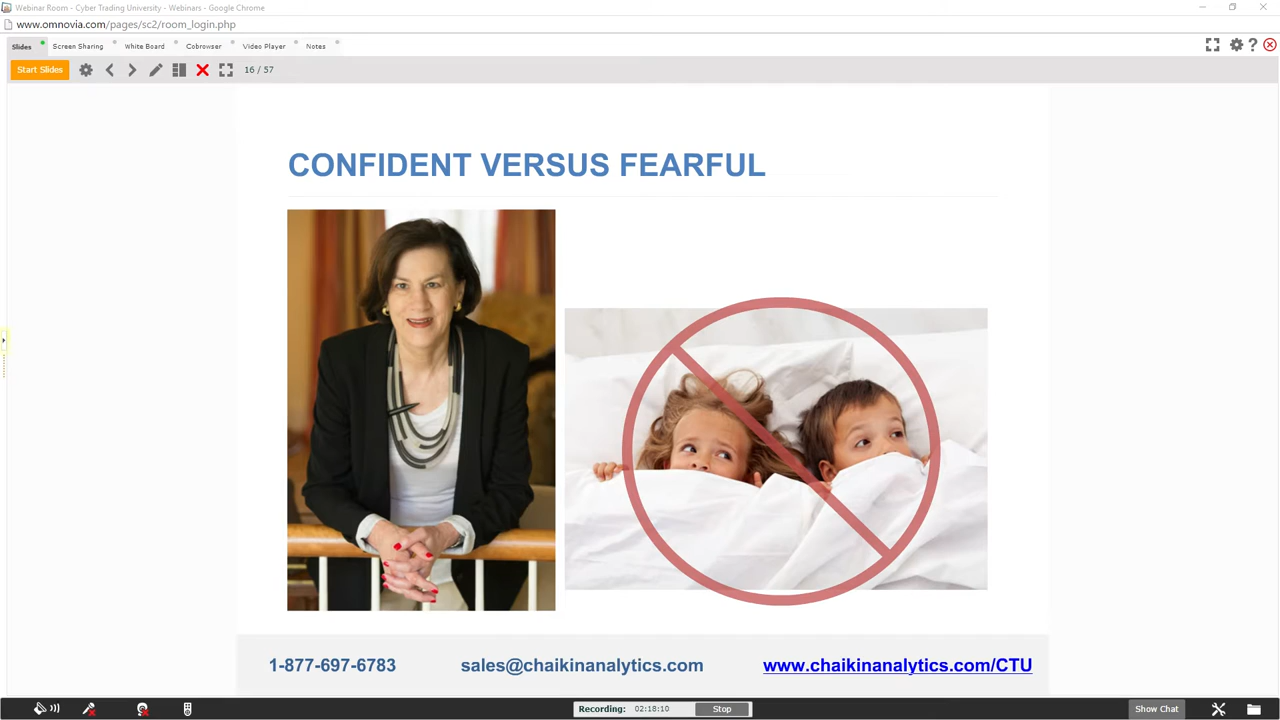 Webinar Room - Cyber Trading University - Webinars - Google Chrome
www.omnovia.com/pages/sc2/room_login.php
Slides Screen Sharing White Board Cobrowser Video Player Notes
Start Slides 16 / 57
CONFIDENT VERSUS FEARFUL
1-877-697-6783 sales@chaikinanalytics.com www.chaikinanalytics.com/CTU
Recording: 02:18:10 Stop Show Chat